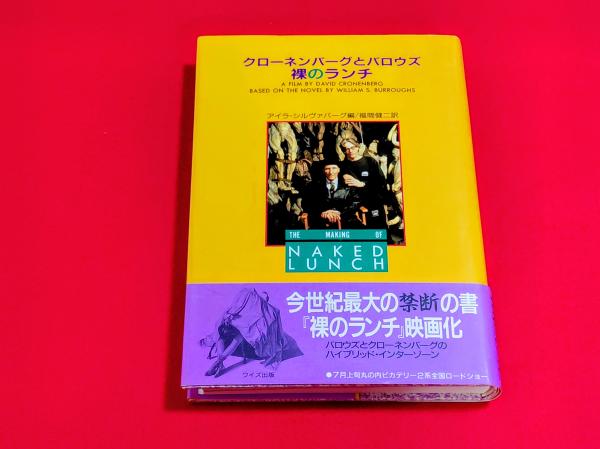 クローネンバーグとバロウズ
裸のランチ
A FILM BY DAVID CRONENBERG
BASED ON THE NOVEL BY WILLIAM S. BURROUGHS
アイラ・シルヴァバーグ編/福間健二訳
THE MAKING OF
NAKED
LUNCH
今世紀最大の禁断の書
『裸のランチ』映画化
バロウズとクローネンバーグの
ハイブリッド・インターゾーン
ワイズ出版
●7月上旬丸の内ピカデリー2系全国ロードショー